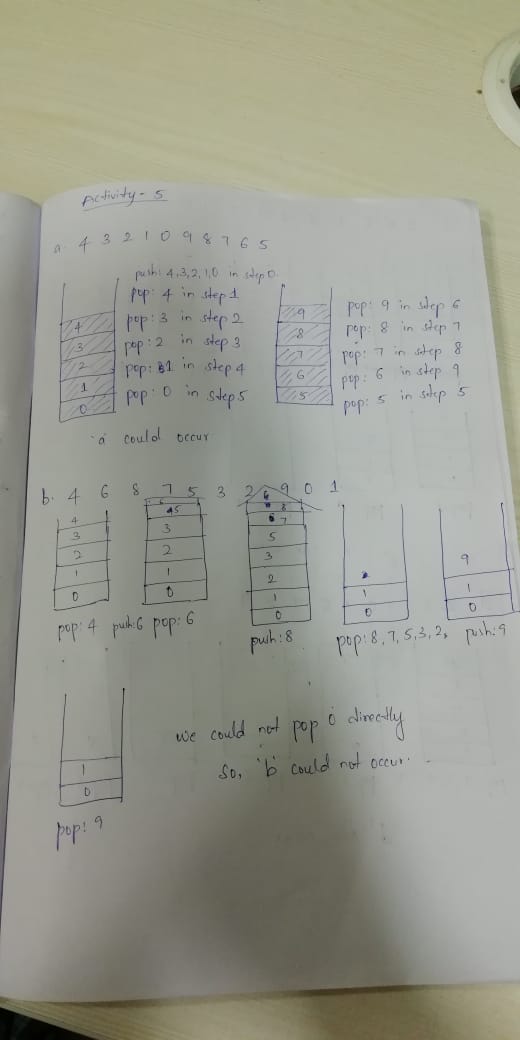 Activity - 5
a. 4 3 2 1 0 9 8 7 6 5
push: 4,3,2,1,0 in step 0.
pop: 4 in step 1
pop: 3 in step 2
pop: 2 in step 3
pop: 1 in step 4
pop: 0 in step 5
4
3
2
1
0
9
8
7
6
5
pop: 9 in step 6
pop: 8 in step 7
pop: 7 in step 8
pop: 6 in step 9
pop: 5 in step 5
'a' could occur
b. 4 6 8 7 5 3 2 9 0 1
4
3
2
1
0
6
5
3
2
1
0
8
7
5
3
2
1
0
1
0
9
1
0
pop: 4 push: 6 pop: 6
push: 8
pop: 8, 7, 5, 3, 2,
push: 9
1
0
pop: 9
we could not pop 0 directly
so, 'b' could not occur.